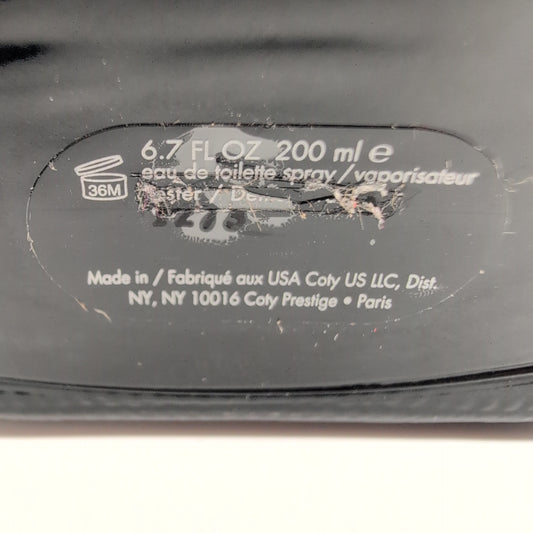 6.7 FL OZ 200 ml e
36M
eau de toilette spray / vaporisateur
Tester /
Made in / Fabriqué aux USA Coty US LLC, Dist.
NY, NY 10016 Coty Prestige • Paris